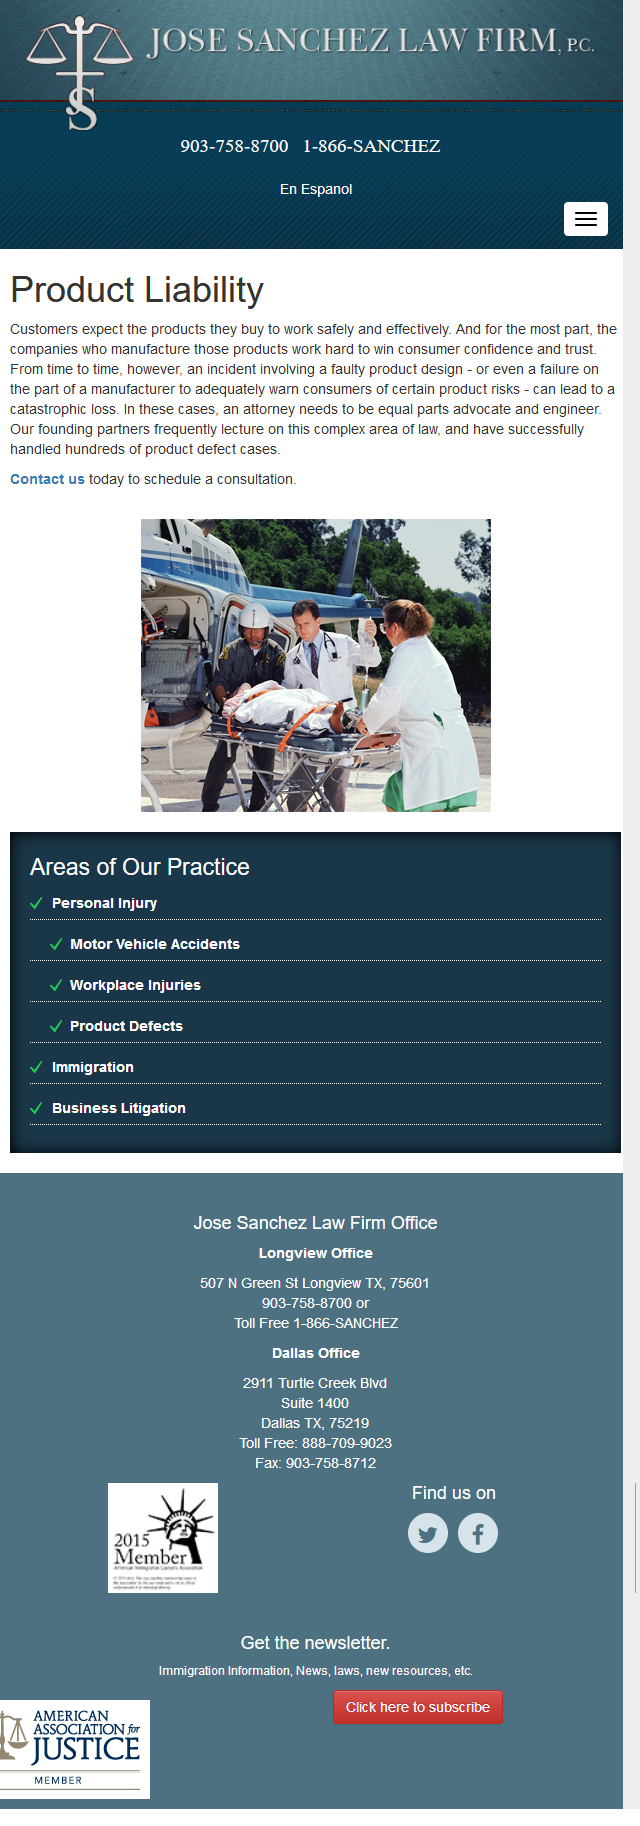 JOSE SANCHEZ LAW FIRM, P.C.
JS
903-758-8700 1-866-SANCHEZ
En Espanol
Product Liability
Customers expect the products they buy to work safely and effectively. And for the most part, the
companies who manufacture those products work hard to win consumer confidence and trust.
From time to time, however, an incident involving a faulty product design - or even a failure on
the part of a manufacturer to adequately warn consumers of certain product risks - can lead to a
catastrophic loss. In these cases, an attorney needs to be equal parts advocate and engineer.
Our founding partners frequently lecture on this complex area of law, and have successfully
handled hundreds of product defect cases.
Contact us today to schedule a consultation.
Areas of Our Practice
Personal Injury
Motor Vehicle Accidents
Workplace Injuries
Product Defects
Immigration
Business Litigation
Jose Sanchez Law Firm Office
Longview Office
507 N Green St Longview TX, 75601
903-758-8700 or
Toll Free 1-866-SANCHEZ
Dallas Office
2911 Turtle Creek Blvd
Suite 1400
Dallas TX, 75219
Toll Free: 888-709-9023
Fax: 903-758-8712
2015
Member
American Immigration Lawyers Association
Find us on
Get the newsletter.
Immigration Information, News, laws, new resources, etc.
Click here to subscribe
AMERICAN
ASSOCIATION for
JUSTICE
MEMBER